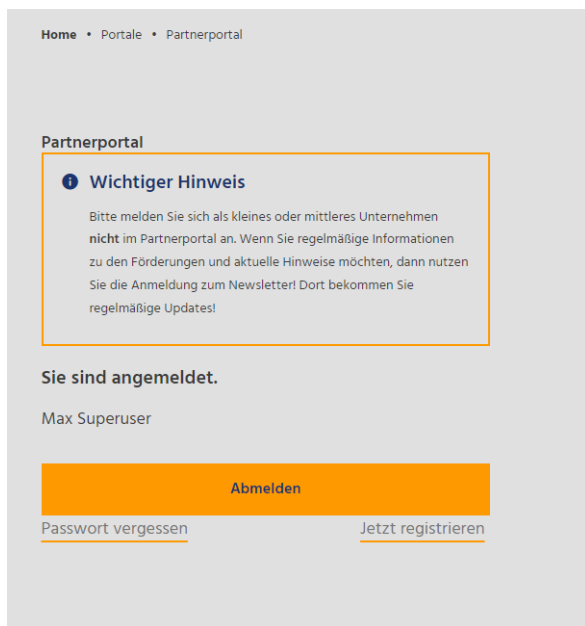 Home • Portale • Partnerportal
Partnerportal
Wichtiger Hinweis
Bitte melden Sie sich als kleines oder mittleres Unternehmen
nicht im Partnerportal an. Wenn Sie regelmäßige Informationen
zu den Förderungen und aktuelle Hinweise möchten, dann nutzen
Sie die Anmeldung zum Newsletter! Dort bekommen Sie
regelmäßige Updates!
Sie sind angemeldet.
Max Superuser
Abmelden
Passwort vergessen Jetzt registrieren